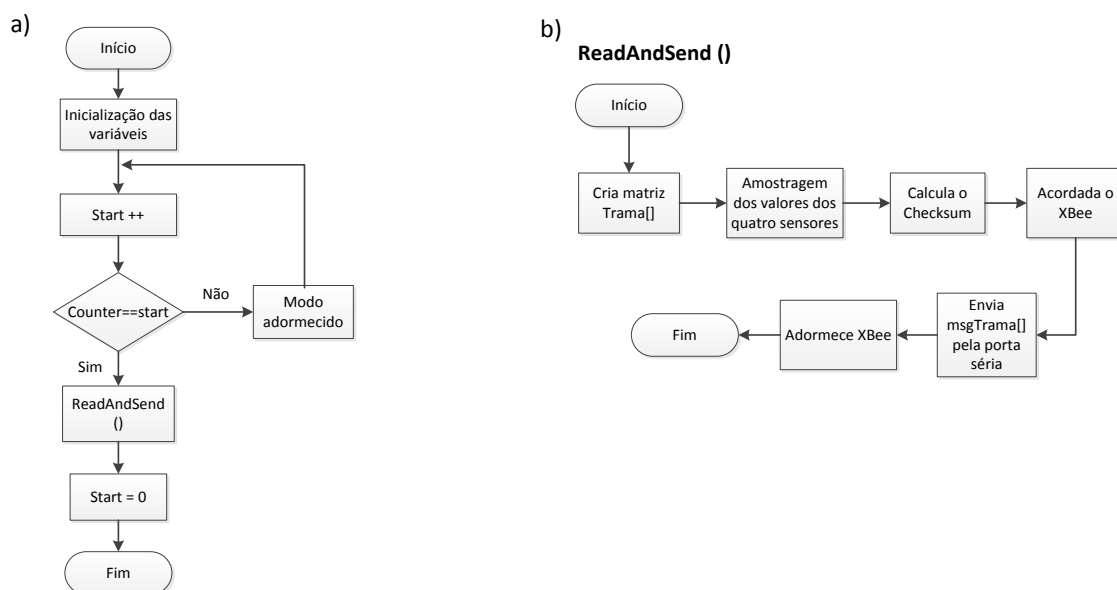 a)
Início
Inicialização das
variáveis
Start ++
Counter==start
Não
Modo
adormecido
Sim
ReadAndSend
()
Start = 0
Fim
b)
ReadAndSend ()
Início
Cria matriz
Trama[]
Amostragem
dos valores dos
quatro sensores
Calcula o
Checksum
Acordada o
XBee
Envia
msgTrama[]
pela porta
séria
Adormece XBee
Fim